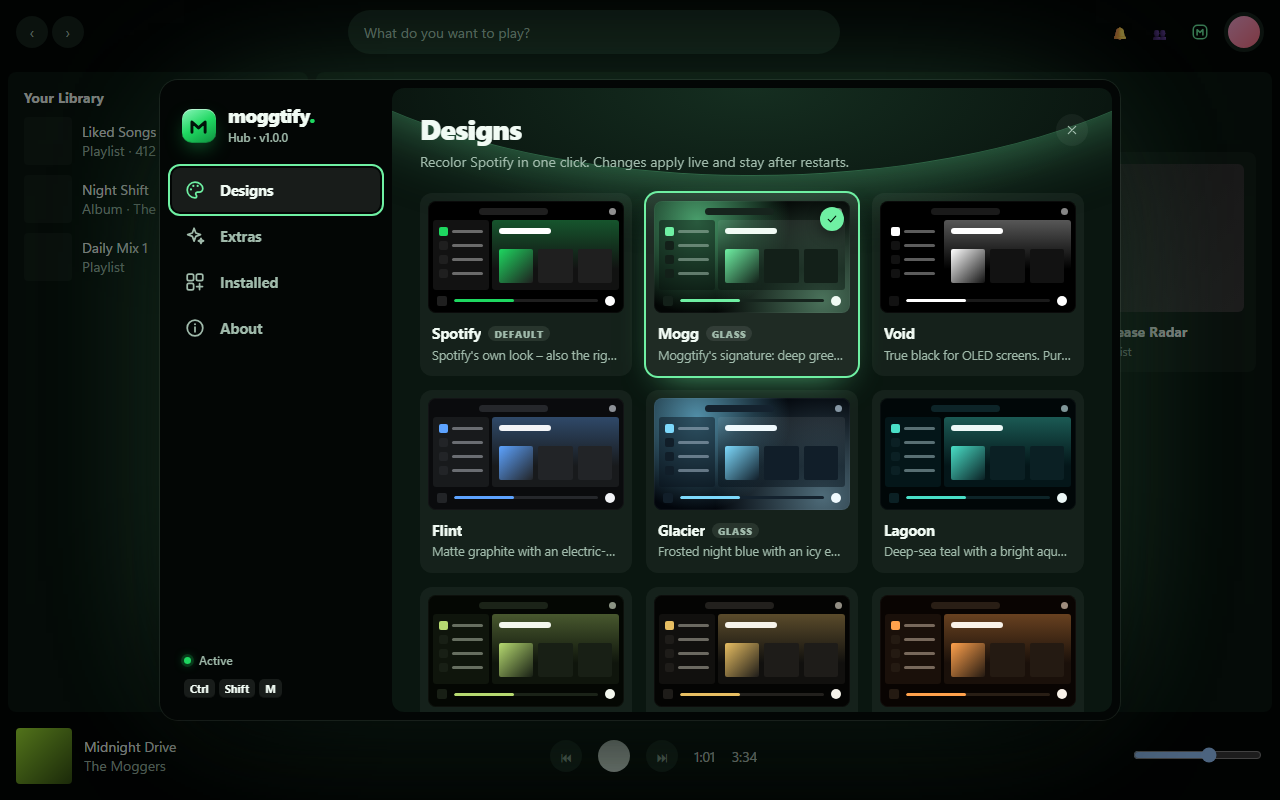 What do you want to play?
Your Library
Liked Songs
Playlist · 412
Night Shift
Album · The
Daily Mix 1
Playlist
moggtify.
Hub · v1.0.0
Designs
Extras
Installed
About
Active
Ctrl Shift M
Designs
Recolor Spotify in one click. Changes apply live and stay after restarts.
Spotify DEFAULT
Spotify's own look – also the rig...
Mogg GLASS
Moggtify's signature: deep gree...
Void
True black for OLED screens. Pur...
Flint
Matte graphite with an electric-...
Glacier GLASS
Frosted night blue with an icy e...
Lagoon
Deep-sea teal with a bright aqu...
ease Radar
ist
Midnight Drive
The Moggers
1:01 3:34